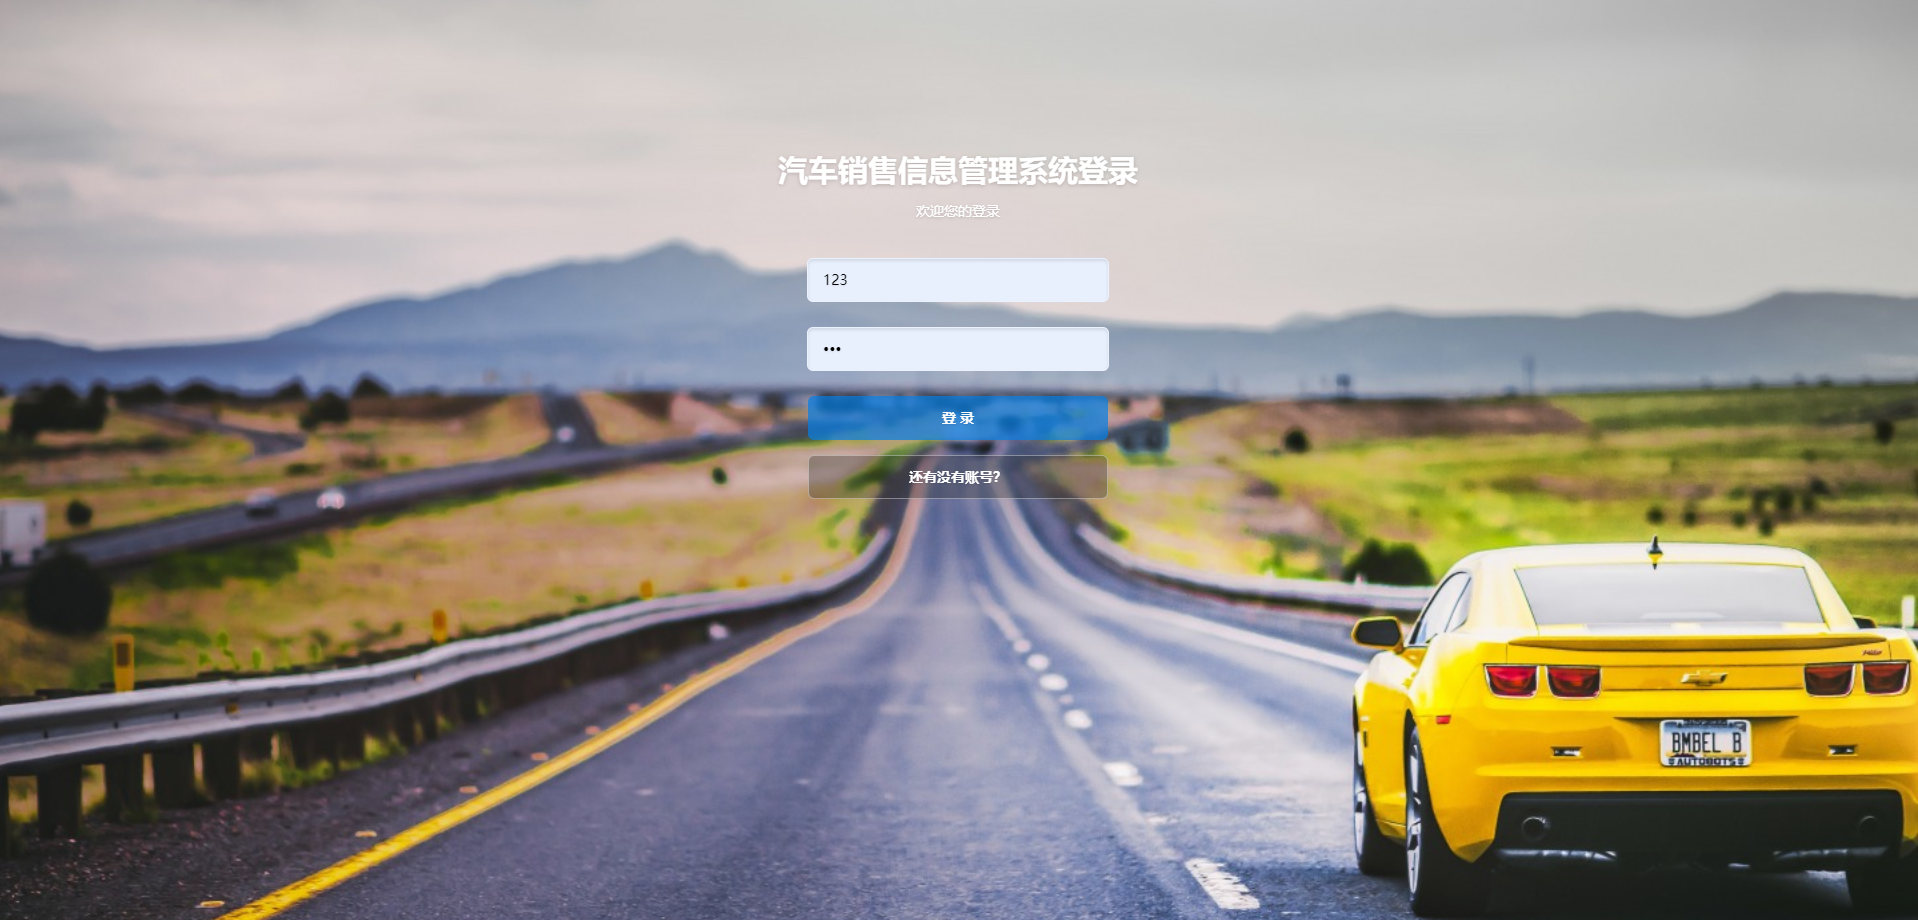 汽车销售信息管理系统登录
欢迎您的登录
123
•••
登 录
还有没有账号?
BMBEL B
AUTOBOTS